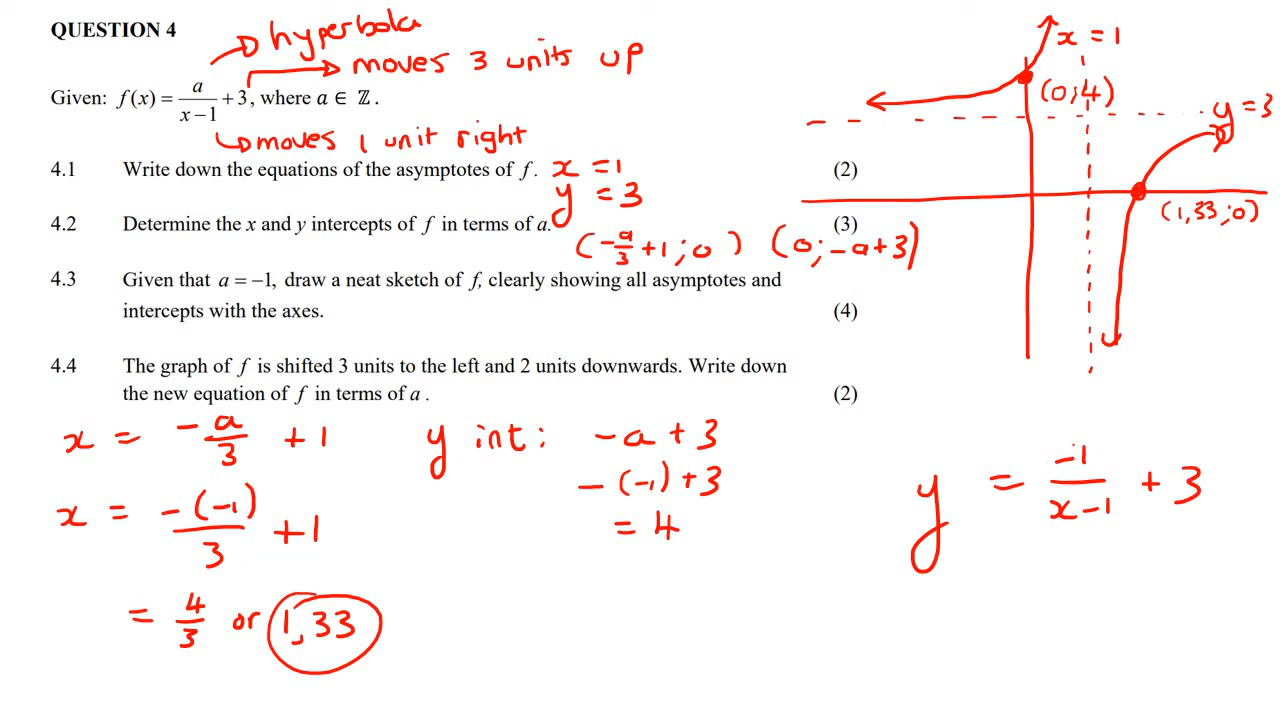 QUESTION 4
hyperbola
moves 3 units up
Given: f(x) = a/(x−1) + 3, where a ∈ ℤ.
moves 1 unit right
4.1 Write down the equations of the asymptotes of f. (2)
x = 1
y = 3
4.2 Determine the x and y intercepts of f in terms of a. (3)
(−a/3 + 1 ; 0) (0 ; −a + 3)
4.3 Given that a = −1, draw a neat sketch of f, clearly showing all asymptotes and
intercepts with the axes. (4)
4.4 The graph of f is shifted 3 units to the left and 2 units downwards. Write down
the new equation of f in terms of a. (2)
x = 1
(0;4)
y = 3
(1,33;0)
x = −a/3 + 1
x = −(−1)/3 + 1
= 4/3 or 1,33
y int: −a + 3
−(−1) + 3
= 4
y = −1/(x−1) + 3